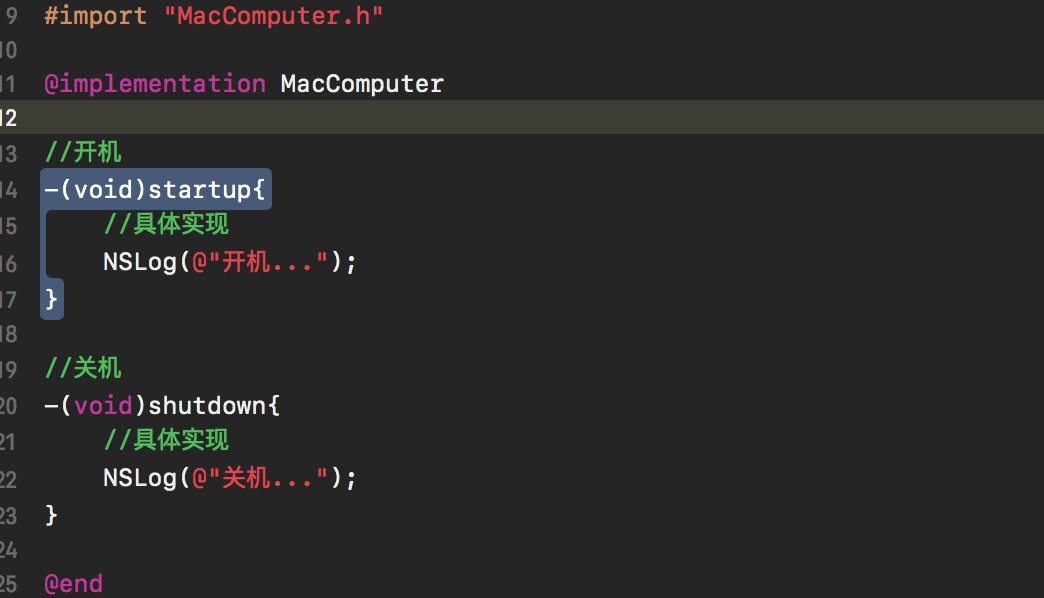 9 #import "MacComputer.h"
10
11 @implementation MacComputer
12
13 //开机
14 -(void)startup{
15 //具体实现
16 NSLog(@"开机...");
17 }
18
19 //关机
20 -(void)shutdown{
21 //具体实现
22 NSLog(@"关机...");
23 }
24
25 @end